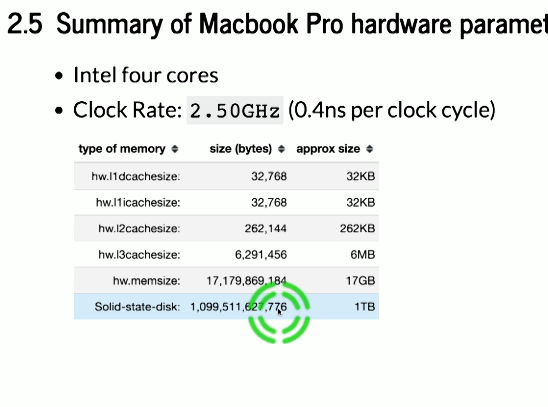 2.5 Summary of Macbook Pro hardware paramet
• Intel four cores
• Clock Rate: 2.50GHz (0.4ns per clock cycle)
type of memory size (bytes) approx size
hw.l1dcachesize: 32,768 32KB
hw.l1icachesize: 32,768 32KB
hw.l2cachesize: 262,144 262KB
hw.l3cachesize: 6,291,456 6MB
hw.memsize: 17,179,869,184 17GB
Solid-state-disk: 1,099,511,627,776 1TB